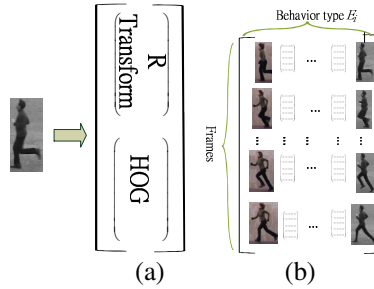 R
Transform
HOG
(a)
Behavior type E_i
Frames
...
...
...
...
(b)